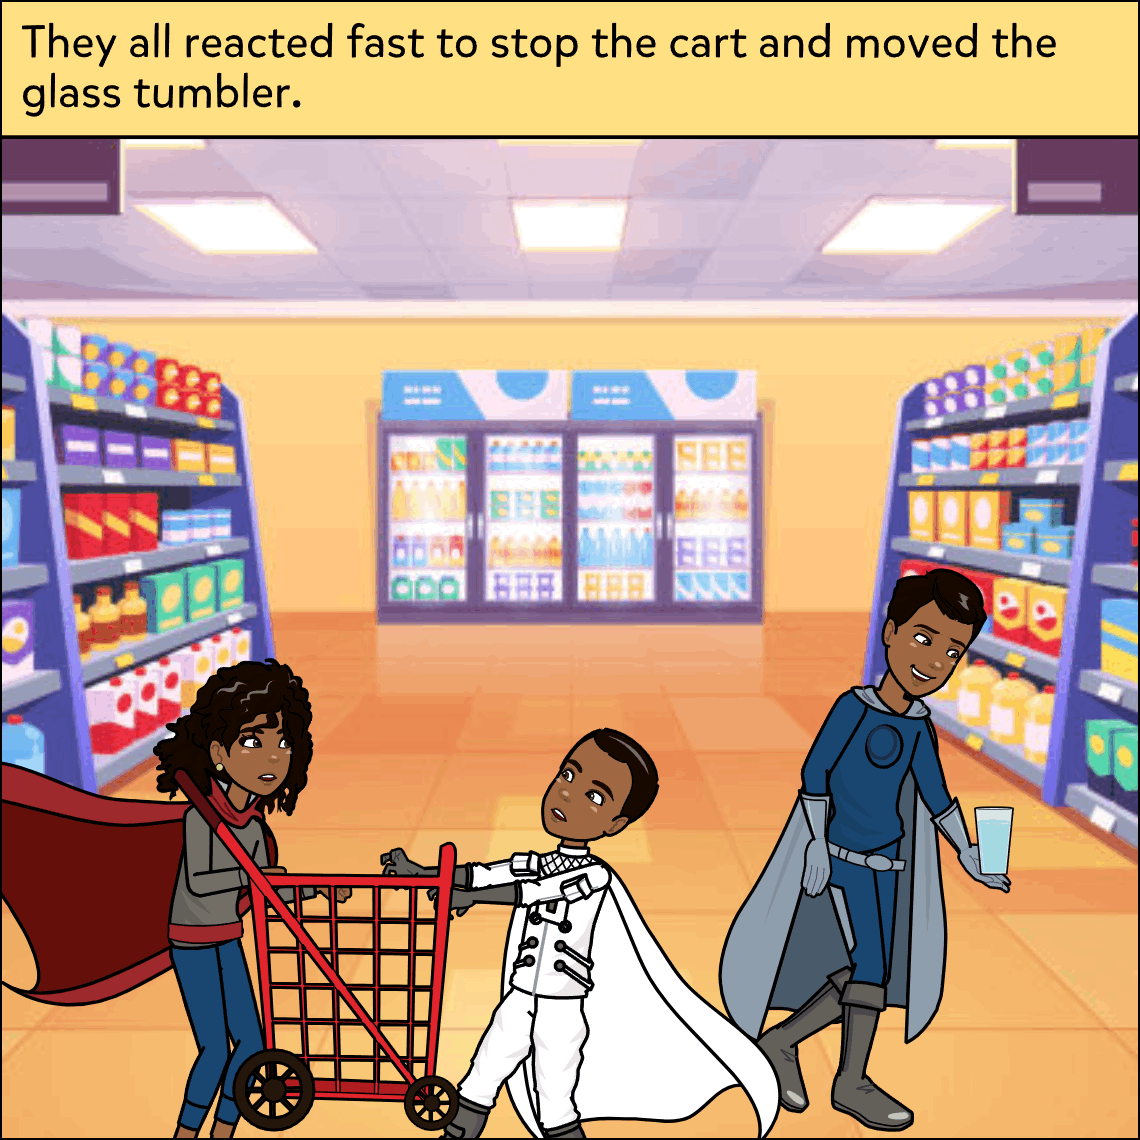 They all reacted fast to stop the cart and moved the
glass tumbler.